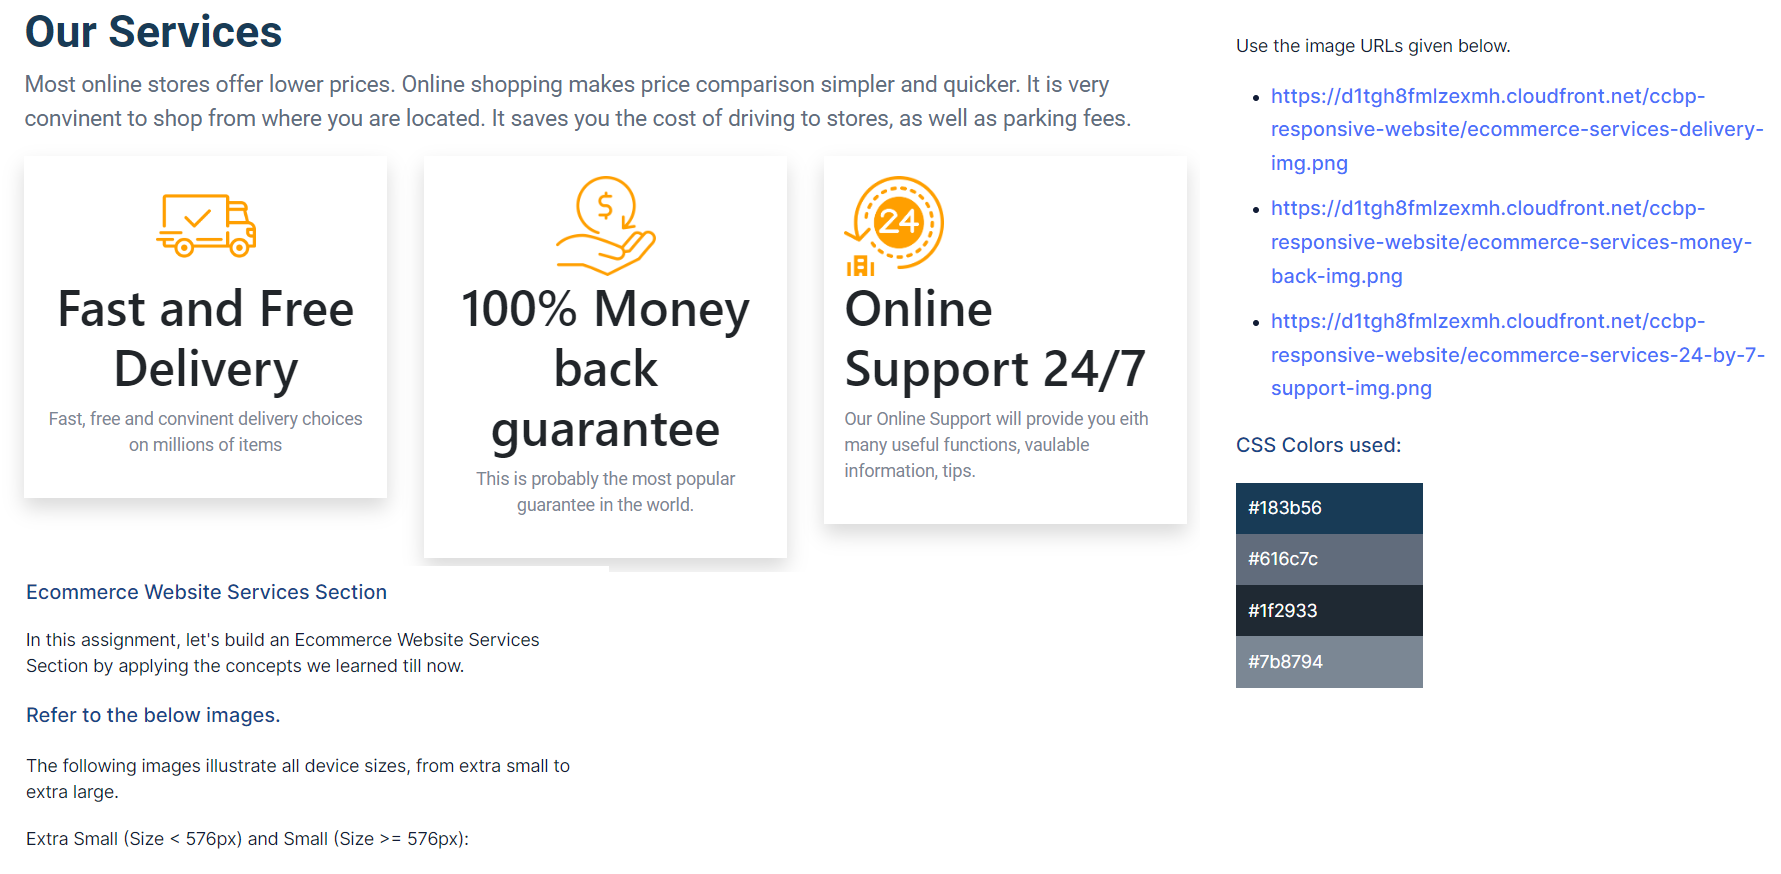 Our Services
Most online stores offer lower prices. Online shopping makes price comparison simpler and quicker. It is very
convinent to shop from where you are located. It saves you the cost of driving to stores, as well as parking fees.
Fast and Free
Delivery
Fast, free and convinent delivery choices
on millions of items
$
100% Money
back
guarantee
This is probably the most popular
guarantee in the world.
24
Online
Support 24/7
Our Online Support will provide you eith
many useful functions, vaulable
information, tips.
Ecommerce Website Services Section
In this assignment, let's build an Ecommerce Website Services
Section by applying the concepts we learned till now.
Refer to the below images.
The following images illustrate all device sizes, from extra small to
extra large.
Extra Small (Size < 576px) and Small (Size >= 576px):
Use the image URLs given below.
• https://d1tgh8fmlzexmh.cloudfront.net/ccbp-
responsive-website/ecommerce-services-delivery-
img.png
• https://d1tgh8fmlzexmh.cloudfront.net/ccbp-
responsive-website/ecommerce-services-money-
back-img.png
• https://d1tgh8fmlzexmh.cloudfront.net/ccbp-
responsive-website/ecommerce-services-24-by-7-
support-img.png
CSS Colors used:
#183b56
#616c7c
#1f2933
#7b8794